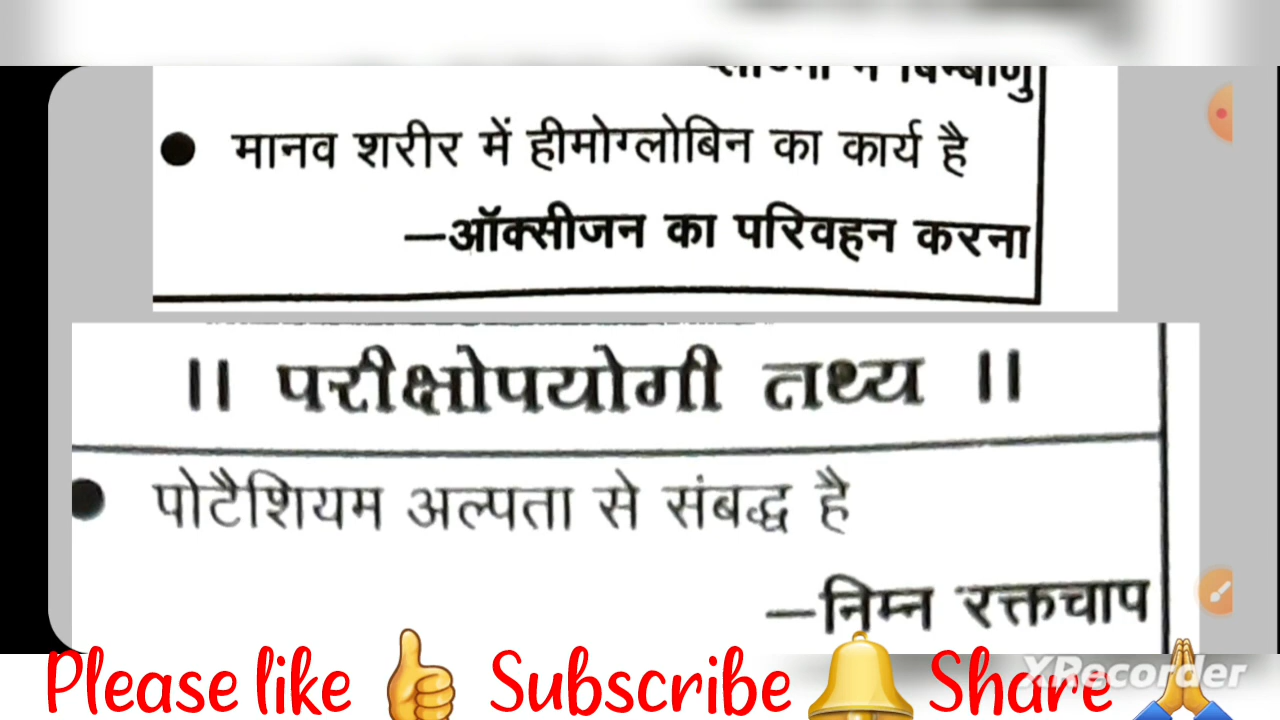 ● मानव शरीर में हीमोग्लोबिन का कार्य है
—ऑक्सीजन का परिवहन करना
।। परीक्षोपयोगी तथ्य ।।
● पोटैशियम अल्पता से संबद्ध है
—निम्न रक्तचाप
Please like 👍 Subscribe 🔔 Share 🙏
XRecorder